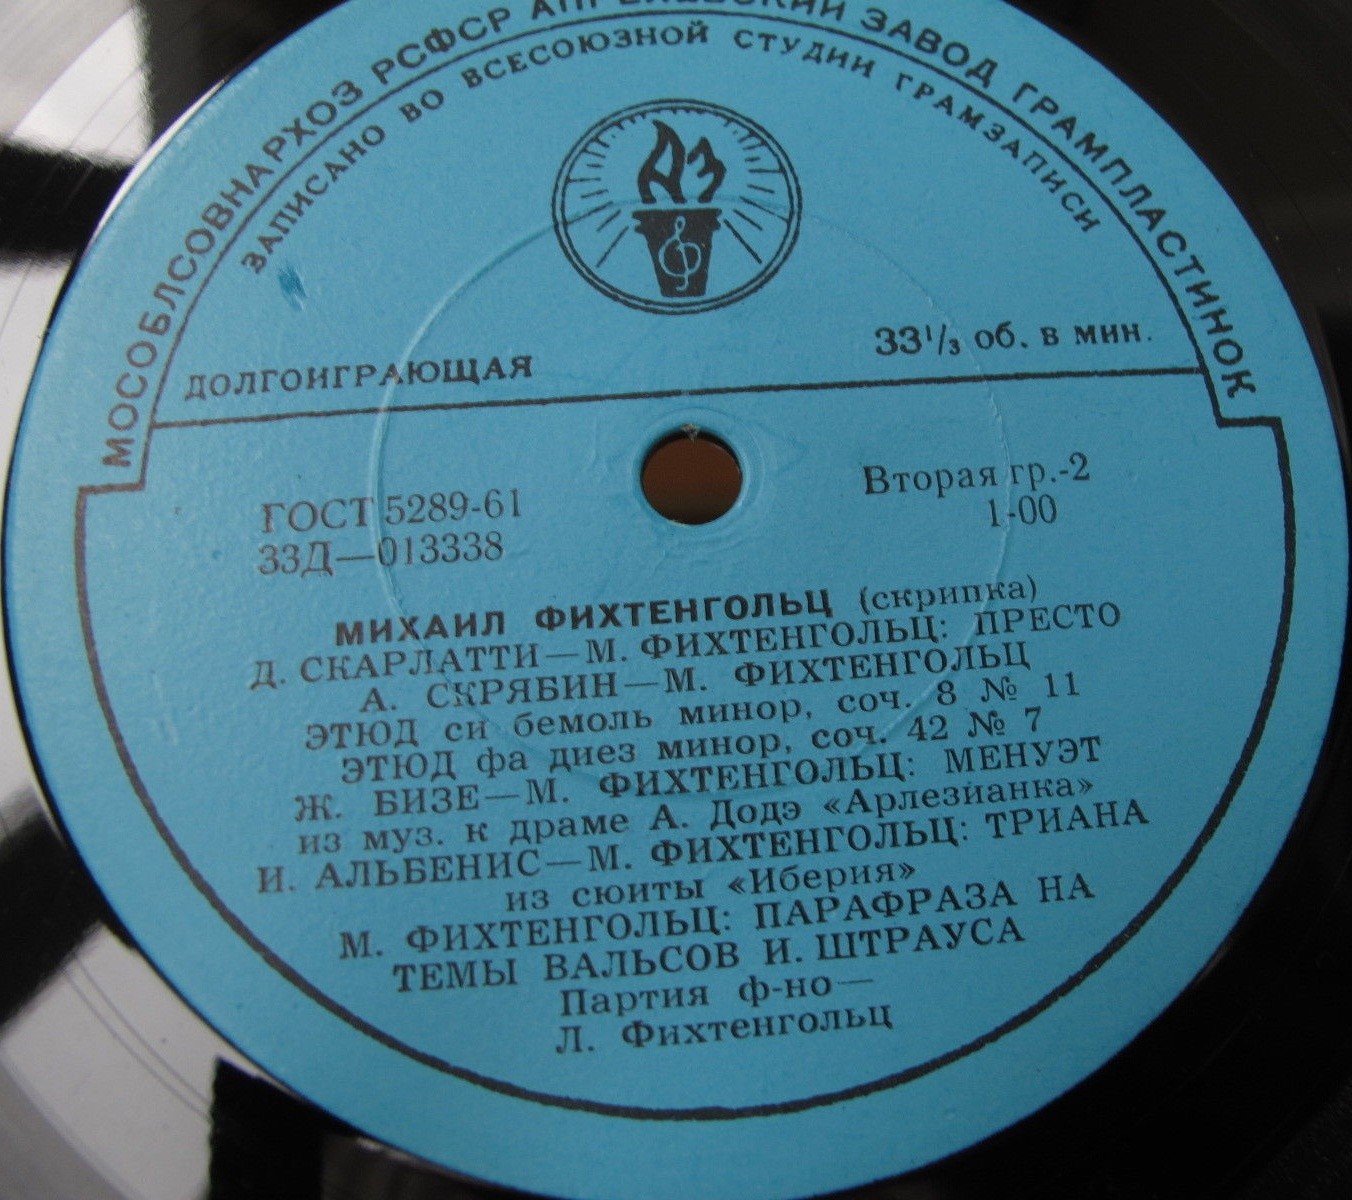 МОСОБЛСОВНАРХОЗ РСФСР АПРЕЛЕВСКИЙ ЗАВОД ГРАМПЛАСТИНОК
ЗАПИСАНО ВО ВСЕСОЮЗНОЙ СТУДИИ ГРАМЗАПИСИ
АЗ
ДОЛГОИГРАЮЩАЯ
33⅓ об. в мин.
ГОСТ 5289-61
Вторая гр.-2
33Д—013338
1-00
МИХАИЛ ФИХТЕНГОЛЬЦ (скрипка)
Д. СКАРЛАТТИ—М. ФИХТЕНГОЛЬЦ: ПРЕСТО
А. СКРЯБИН—М. ФИХТЕНГОЛЬЦ
ЭТЮД си бемоль минор, соч. 8 № 11
ЭТЮД фа диез минор, соч. 42 № 7
Ж. БИЗЕ—М. ФИХТЕНГОЛЬЦ: МЕНУЭТ
из муз. к драме А. Додэ «Арлезианка»
И. АЛЬБЕНИС—М. ФИХТЕНГОЛЬЦ: ТРИАНА
из сюиты «Иберия»
М. ФИХТЕНГОЛЬЦ: ПАРАФРАЗА НА
ТЕМЫ ВАЛЬСОВ И. ШТРАУСА
Партия ф-но—
Л. Фихтенгольц